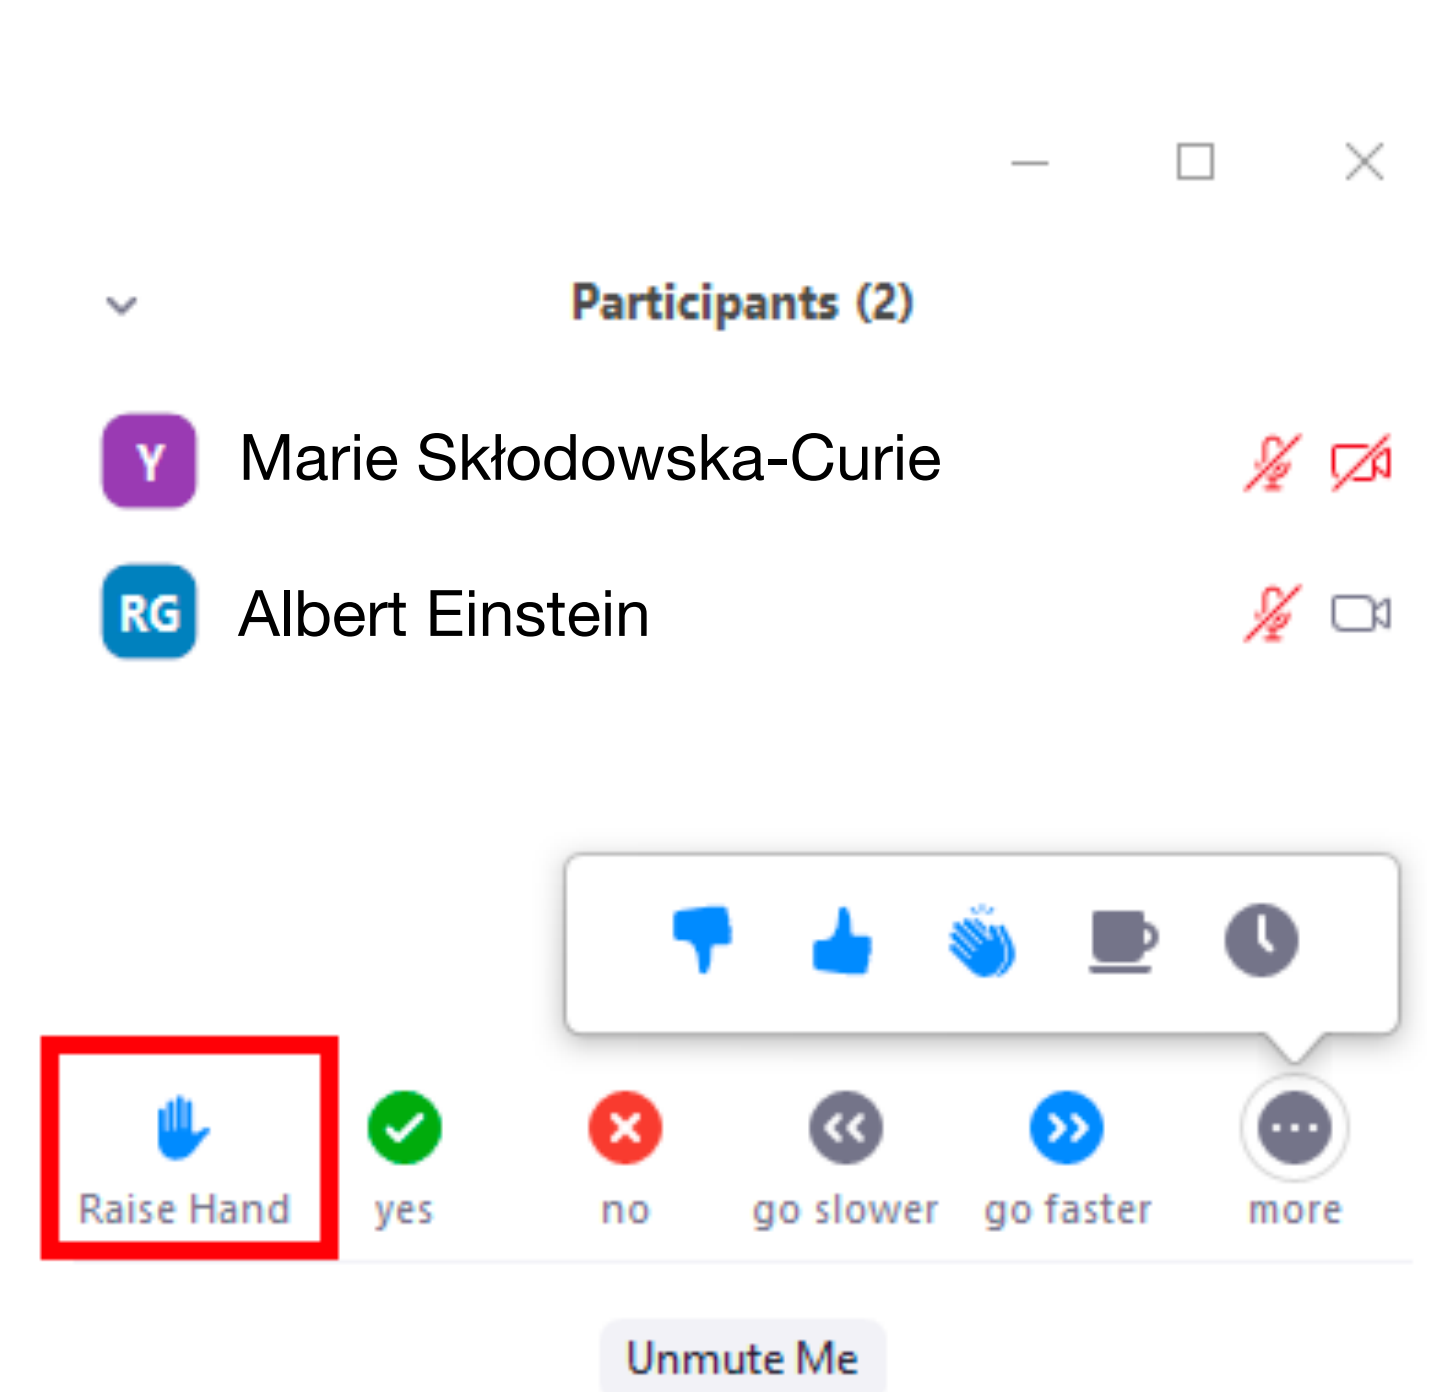 Participants (2)
Y Marie Skłodowska-Curie
RG Albert Einstein
Raise Hand yes no go slower go faster more
Unmute Me